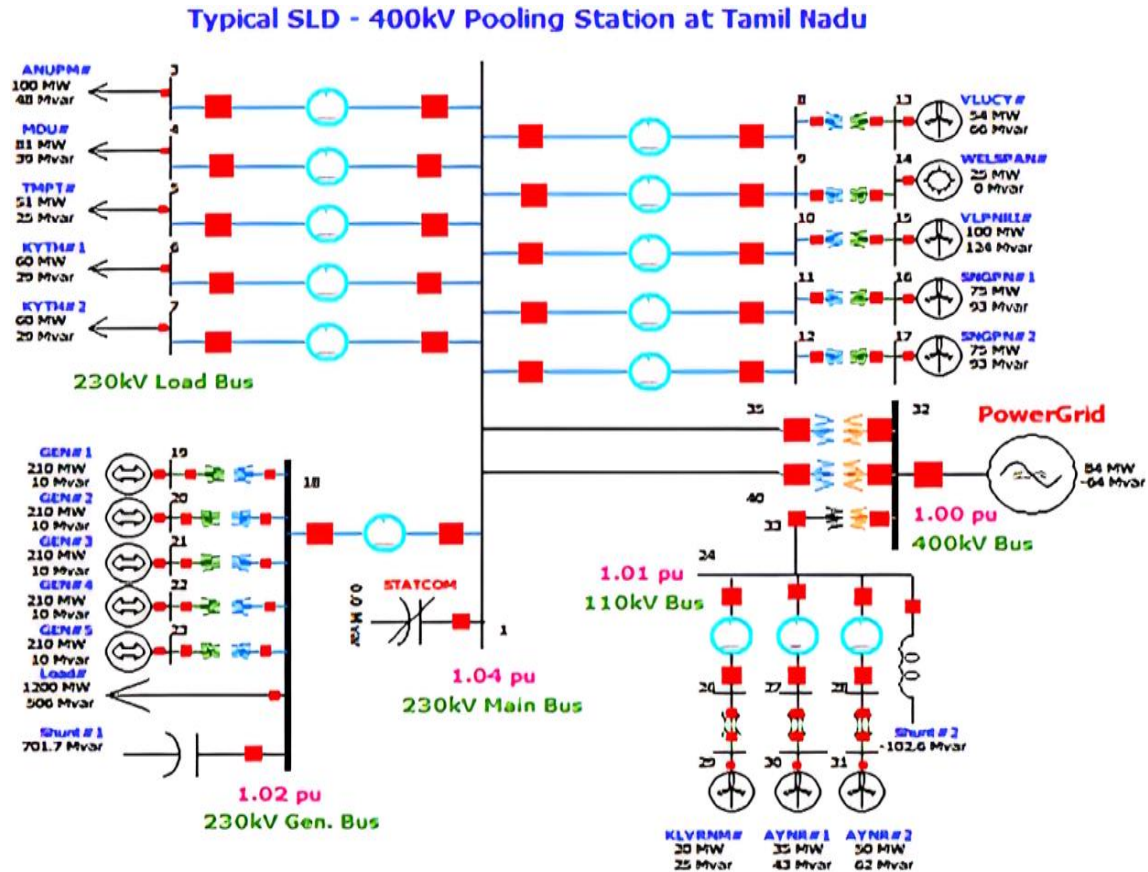 Typical SLD - 400kV Pooling Station at Tamil Nadu
ANUPM#
100 MW
48 Mvar
3
MDU#
81 MW
39 Mvar
4
TMPT#
51 MW
25 Mvar
5
KYTH#1
60 MW
29 Mvar
6
KYTH#2
60 MW
29 Mvar
7
230kV Load Bus
8
13
VLUCY#
54 MW
66 Mvar
9
14
WELSPAN#
25 MW
0 Mvar
10
15
100 MW
124 Mvar
11
16
SNGPN#1
75 MW
93 Mvar
12
17
SNGPN#2
75 MW
93 Mvar
35
32
PowerGrid
84 MW
-64 Mvar
40
33
1.00 pu
400kV Bus
GEN#1
210 MW
10 Mvar
19
GEN#2
210 MW
10 Mvar
20
GEN#3
210 MW
10 Mvar
21
GEN#4
210 MW
10 Mvar
22
GEN#5
210 MW
10 Mvar
23
18
Load#
1200 MW
506 Mvar
Shunt#1
701.7 Mvar
1.02 pu
230kV Gen. Bus
STATCOM
0.0 Mvar
1
1.04 pu
230kV Main Bus
24
1.01 pu
110kV Bus
26
27
28
Shunt#2
-102.6 Mvar
29
30
31
KLVRNM#
20 MW
25 Mvar
AYNR#1
35 MW
43 Mvar
AYNR#2
50 MW
62 Mvar